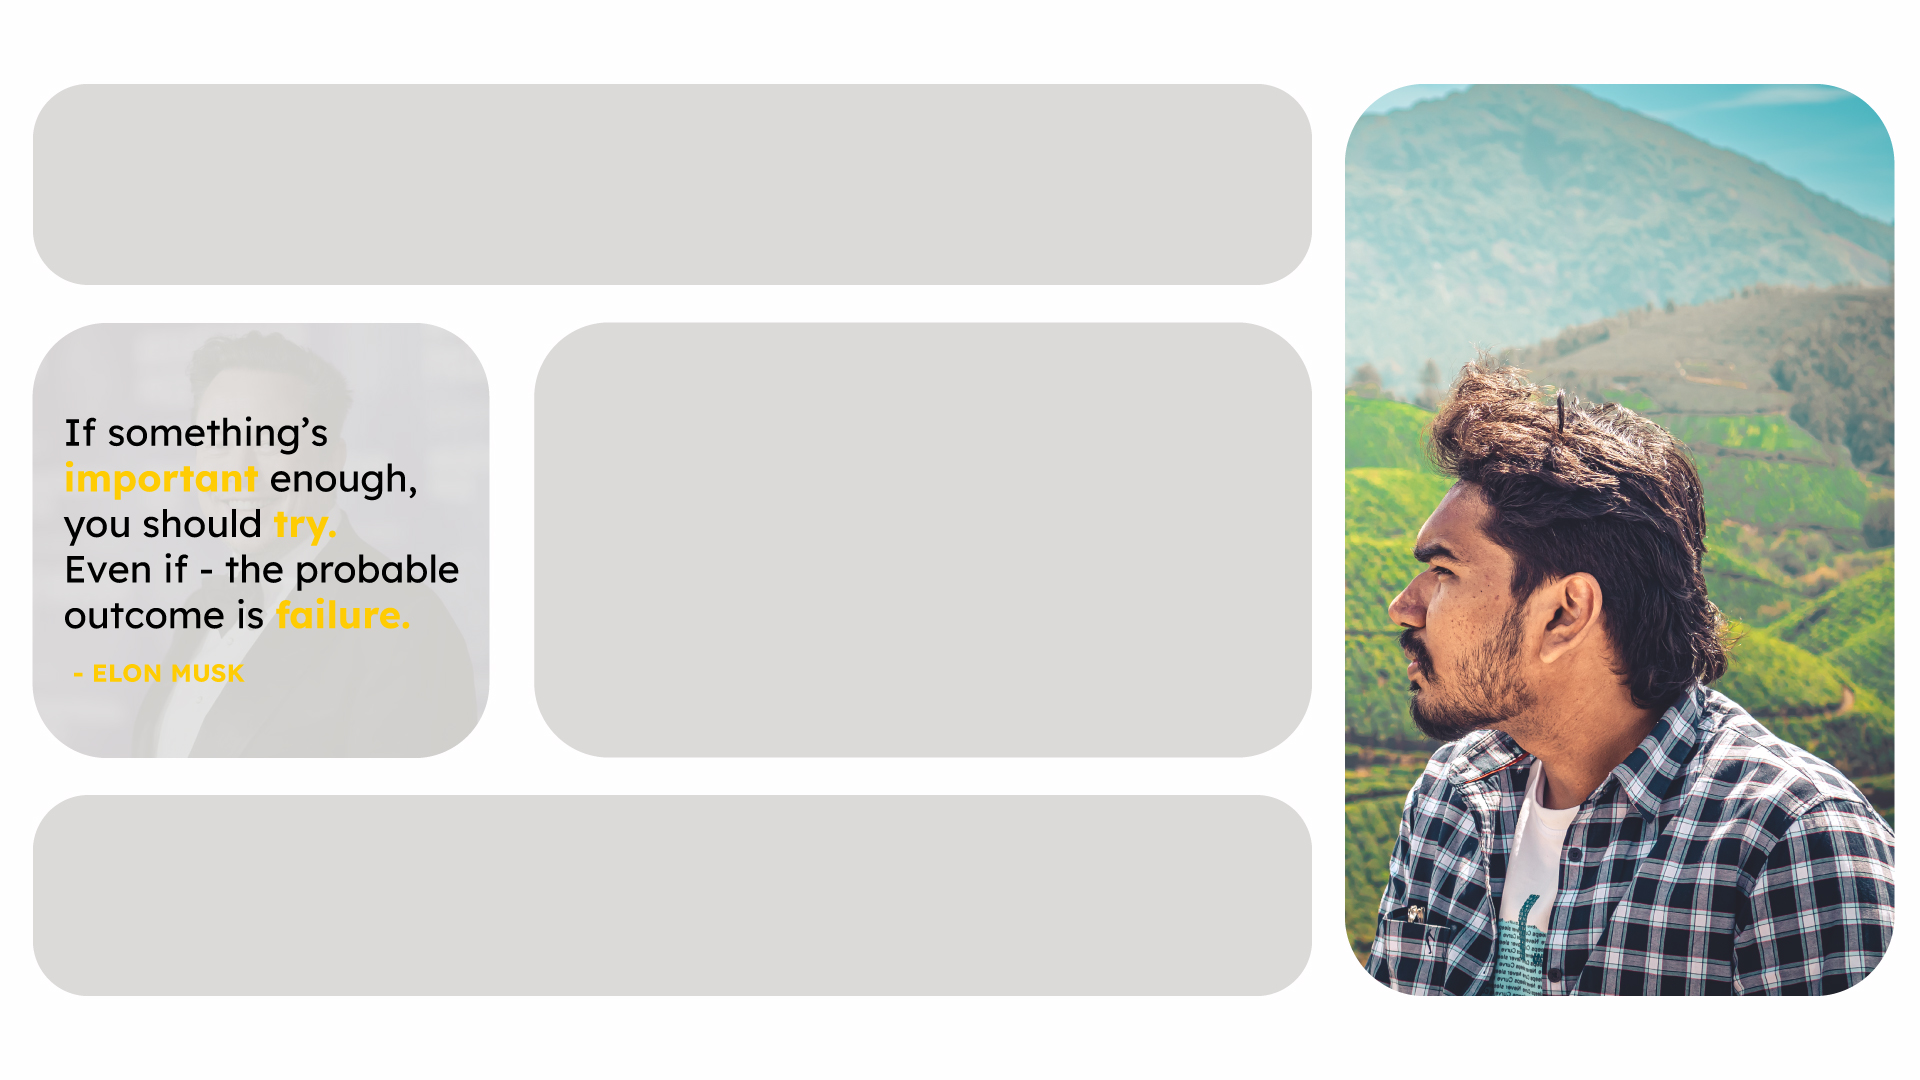 If something’s
important enough,
you should try.
Even if - the probable
outcome is failure.
- ELON MUSK